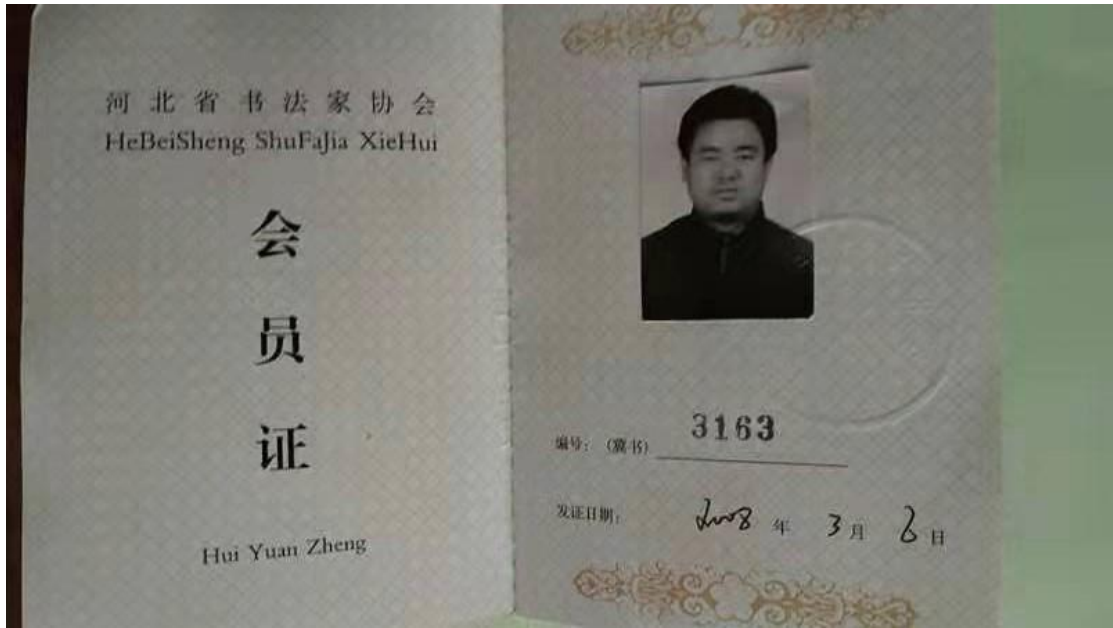 河北省书法家协会
HeBeiSheng ShuFaJia XieHui
会
员
证
Hui Yuan Zheng
编号：（冀书） 3163
发证日期： 2008 年 3 月 6 日